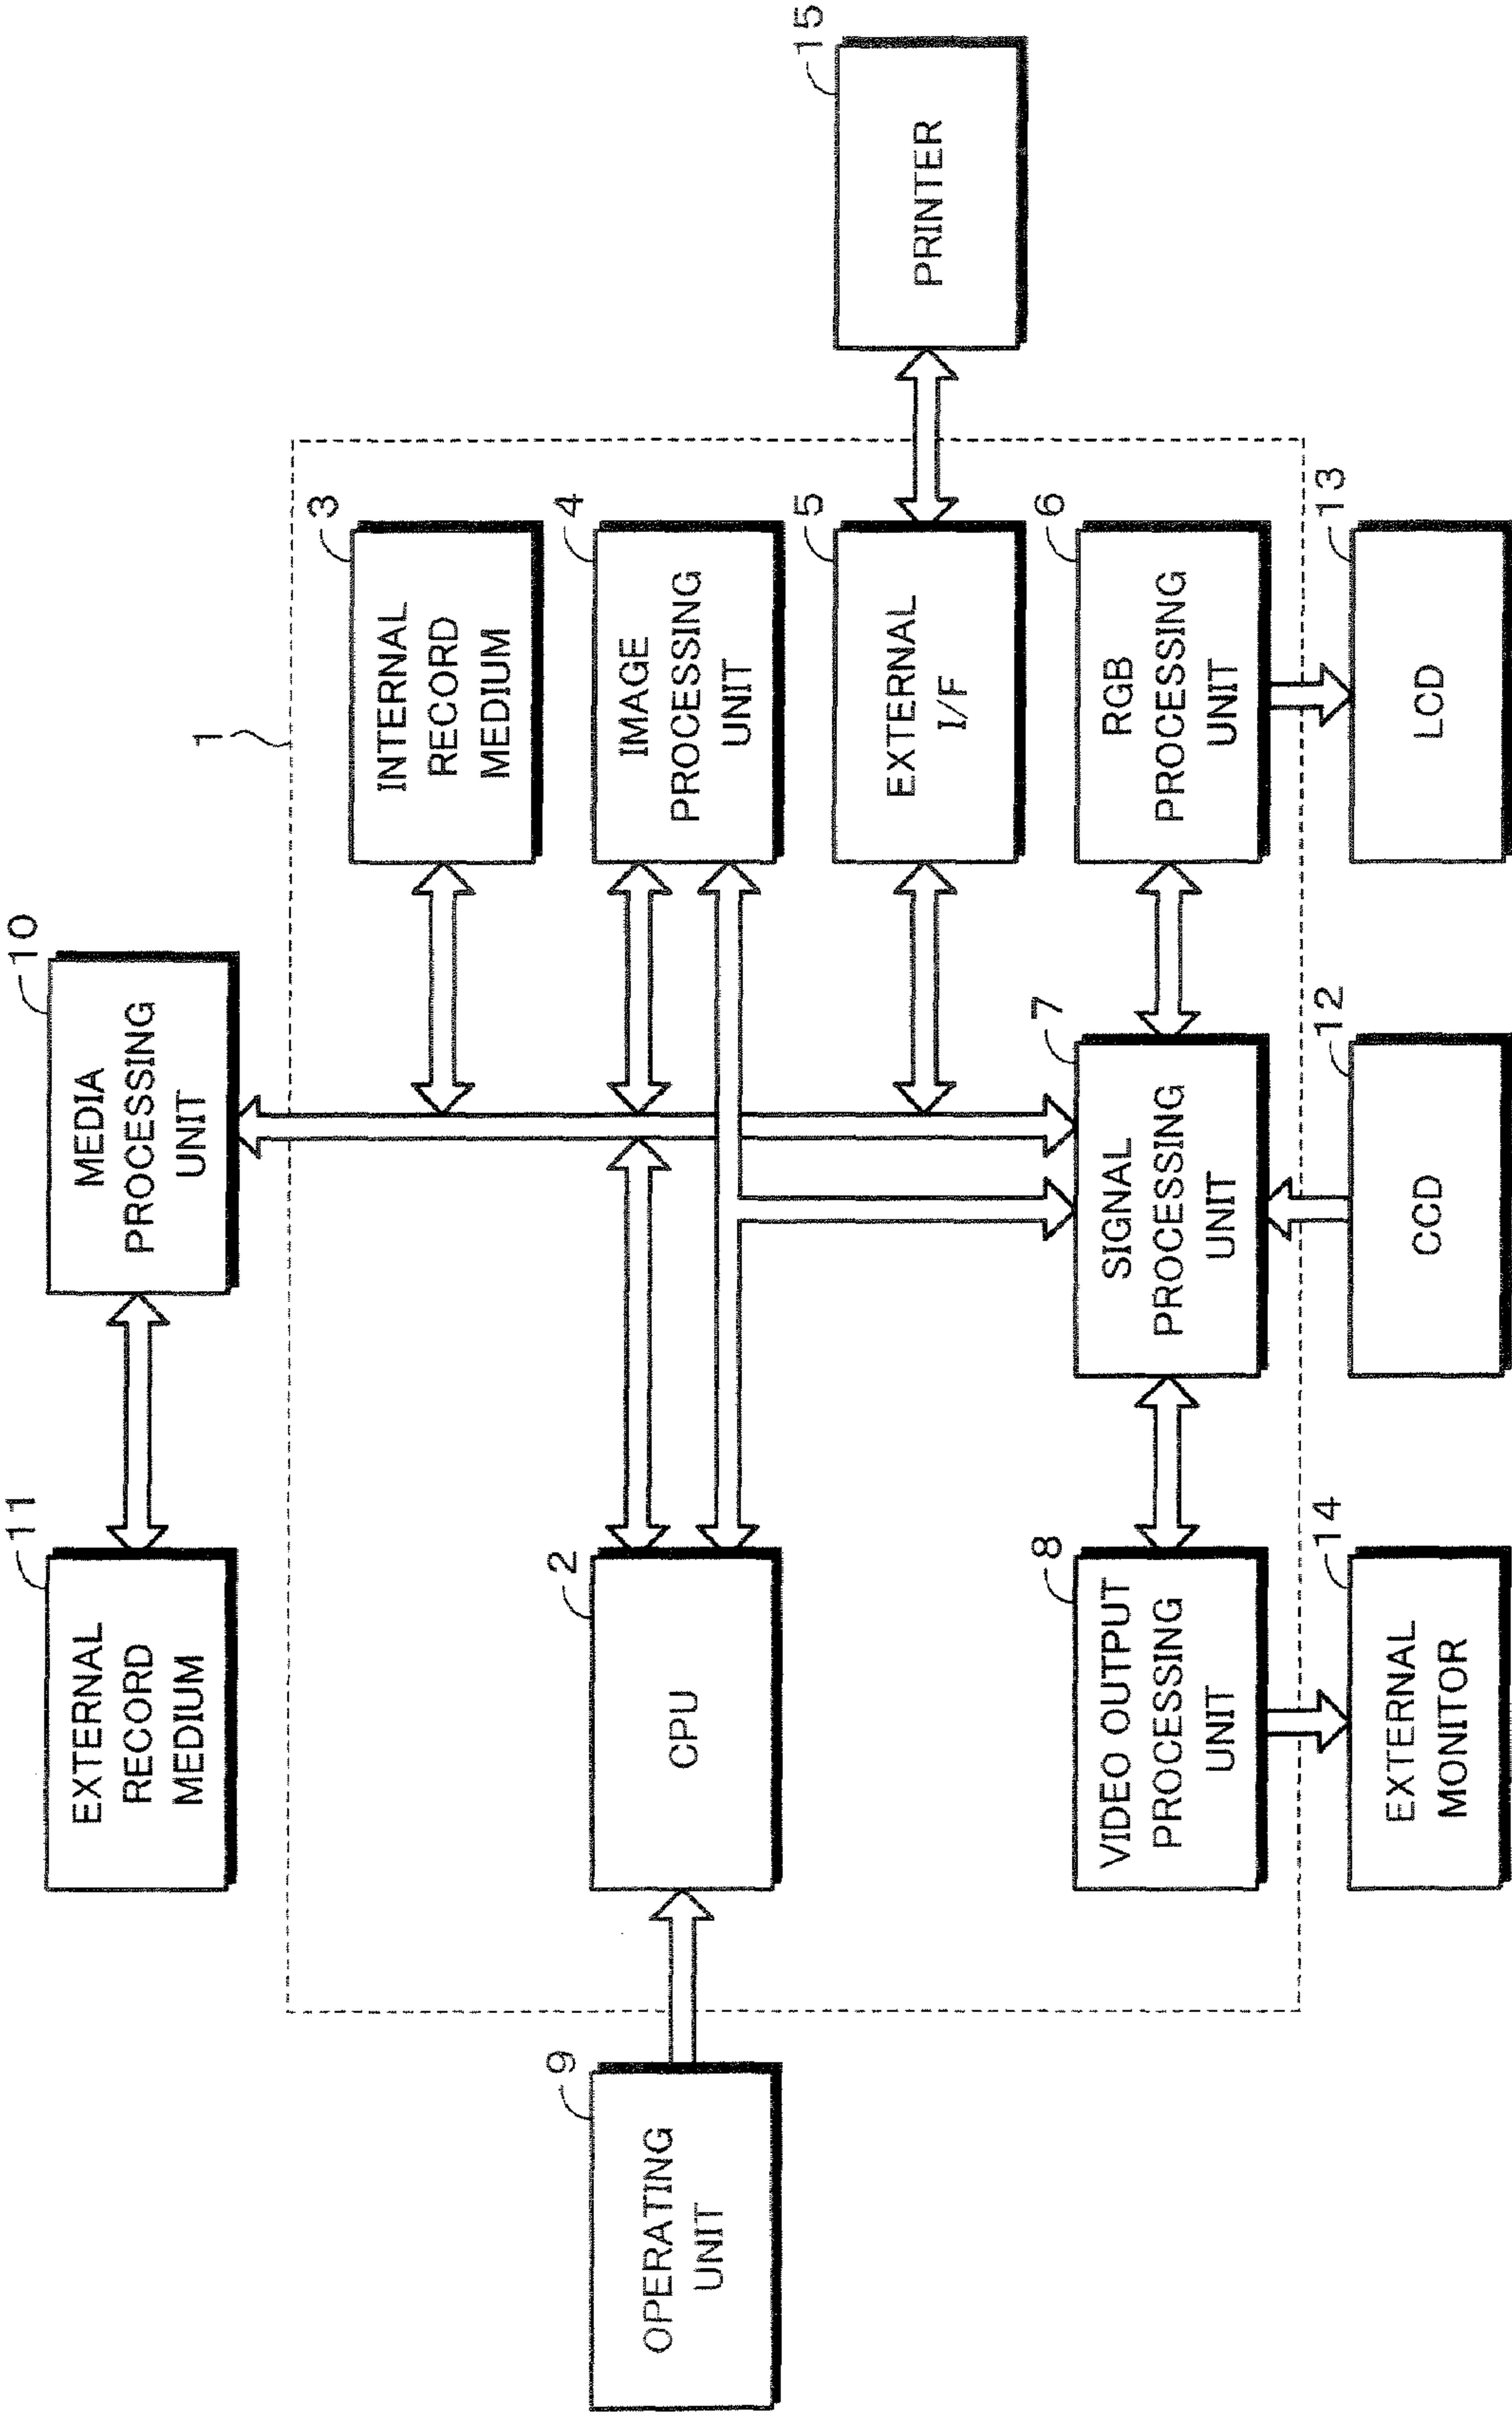 11
EXTERNAL
RECORD
MEDIUM
10
MEDIA
PROCESSING
UNIT
1
9
OPERATING
UNIT
2
CPU
3
INTERNAL
RECORD
MEDIUM
4
IMAGE
PROCESSING
UNIT
5
EXTERNAL
I/F
15
PRINTER
8
VIDEO OUTPUT
PROCESSING
UNIT
7
SIGNAL
PROCESSING
UNIT
6
RGB
PROCESSING
UNIT
14
EXTERNAL
MONITOR
12
CCD
13
LCD